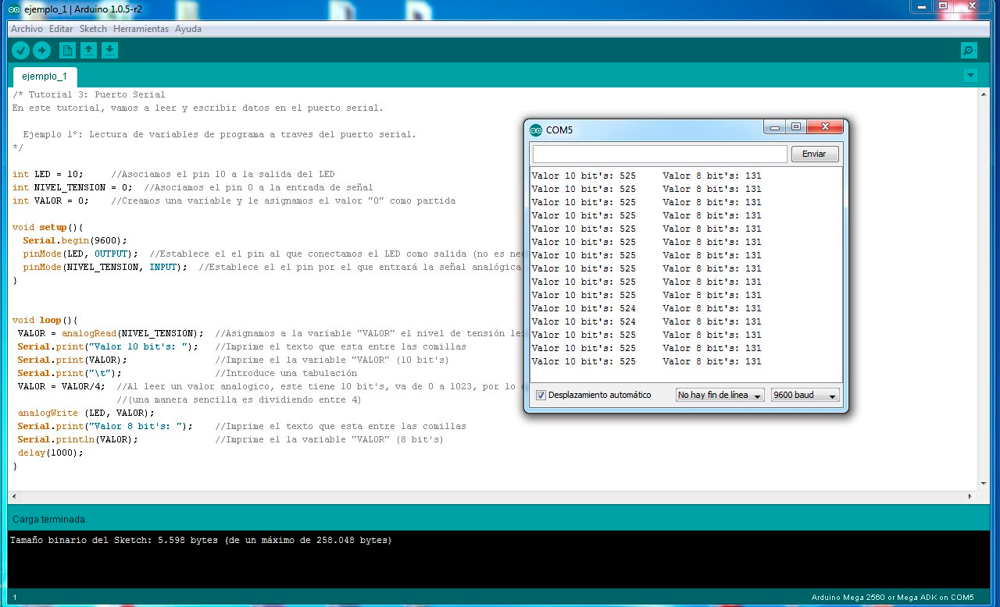 ejemplo_1 | Arduino 1.0.5-r2
Archivo Editar Sketch Herramientas Ayuda
ejemplo_1
/* Tutorial 3: Puerto Serial
En este tutorial, vamos a leer y escribir datos en el puerto serial.
Ejemplo 1º: Lectura de variables de programa a traves del puerto serial.
*/
int LED = 10; //Asociamos el pin 10 a la salida del LED
int NIVEL_TENSION = 0; //Asociamos el pin 0 a la entrada de señal
int VALOR = 0; //Creamos una variable y le asignamos el valor "0" como partida
void setup(){
Serial.begin(9600);
pinMode(LED, OUTPUT); //Establece el el pin al que conectamos el LED como salida (no es
pinMode(NIVEL_TENSION, INPUT); //Establece el el pin por el que entrará la señal analógica
}
void loop(){
VALOR = analogRead(NIVEL_TENSION); //Asignamos a la variable "VALOR" el nivel de tensión
Serial.print("Valor 10 bit's: "); //Imprime el texto que esta entre las comillas
Serial.print(VALOR); //Imprime el la variable "VALOR" (10 bit's)
Serial.print("\t"); //Introduce una tabulación
VALOR = VALOR/4; //Al leer un valor analogico, este tiene 10 bit's, va de 0 a 1023, por lo
//(una manera sencilla es dividiendo entre 4)
analogWrite (LED, VALOR);
Serial.print("Valor 8 bit's: "); //Imprime el texto que esta entre las comillas
Serial.println(VALOR); //Imprime el la variable "VALOR" (8 bit's)
delay(1000);
}
COM5
Enviar
Valor 10 bit's: 525 Valor 8 bit's: 131
Valor 10 bit's: 525 Valor 8 bit's: 131
Valor 10 bit's: 525 Valor 8 bit's: 131
Valor 10 bit's: 525 Valor 8 bit's: 131
Valor 10 bit's: 525 Valor 8 bit's: 131
Valor 10 bit's: 525 Valor 8 bit's: 131
Valor 10 bit's: 525 Valor 8 bit's: 131
Valor 10 bit's: 525 Valor 8 bit's: 131
Valor 10 bit's: 525 Valor 8 bit's: 131
Valor 10 bit's: 525 Valor 8 bit's: 131
Valor 10 bit's: 524 Valor 8 bit's: 131
Valor 10 bit's: 524 Valor 8 bit's: 131
Valor 10 bit's: 525 Valor 8 bit's: 131
Valor 10 bit's: 525 Valor 8 bit's: 131
Valor 10 bit's: 525 Valor 8 bit's: 131
Desplazamiento automático No hay fin de línea 9600 baud
Carga terminada.
Tamaño binario del Sketch: 5.598 bytes (de un máximo de 258.048 bytes)
1 Arduino Mega 2560 or Mega ADK on COM5